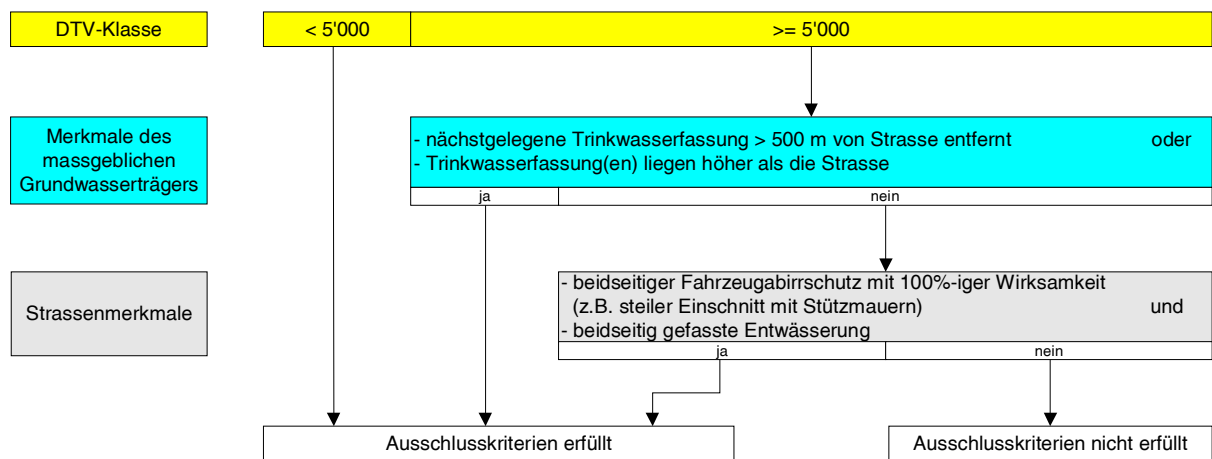 DTV-Klasse
< 5'000
>= 5'000
Merkmale des
massgeblichen
Grundwasserträgers
- nächstgelegene Trinkwasserfassung > 500 m von Strasse entfernt oder
- Trinkwasserfassung(en) liegen höher als die Strasse
ja
nein
Strassenmerkmale
- beidseitiger Fahrzeugabirrschutz mit 100%-iger Wirksamkeit
(z.B. steiler Einschnitt mit Stützmauern) und
- beidseitig gefasste Entwässerung
ja
nein
Ausschlusskriterien erfüllt
Ausschlusskriterien nicht erfüllt